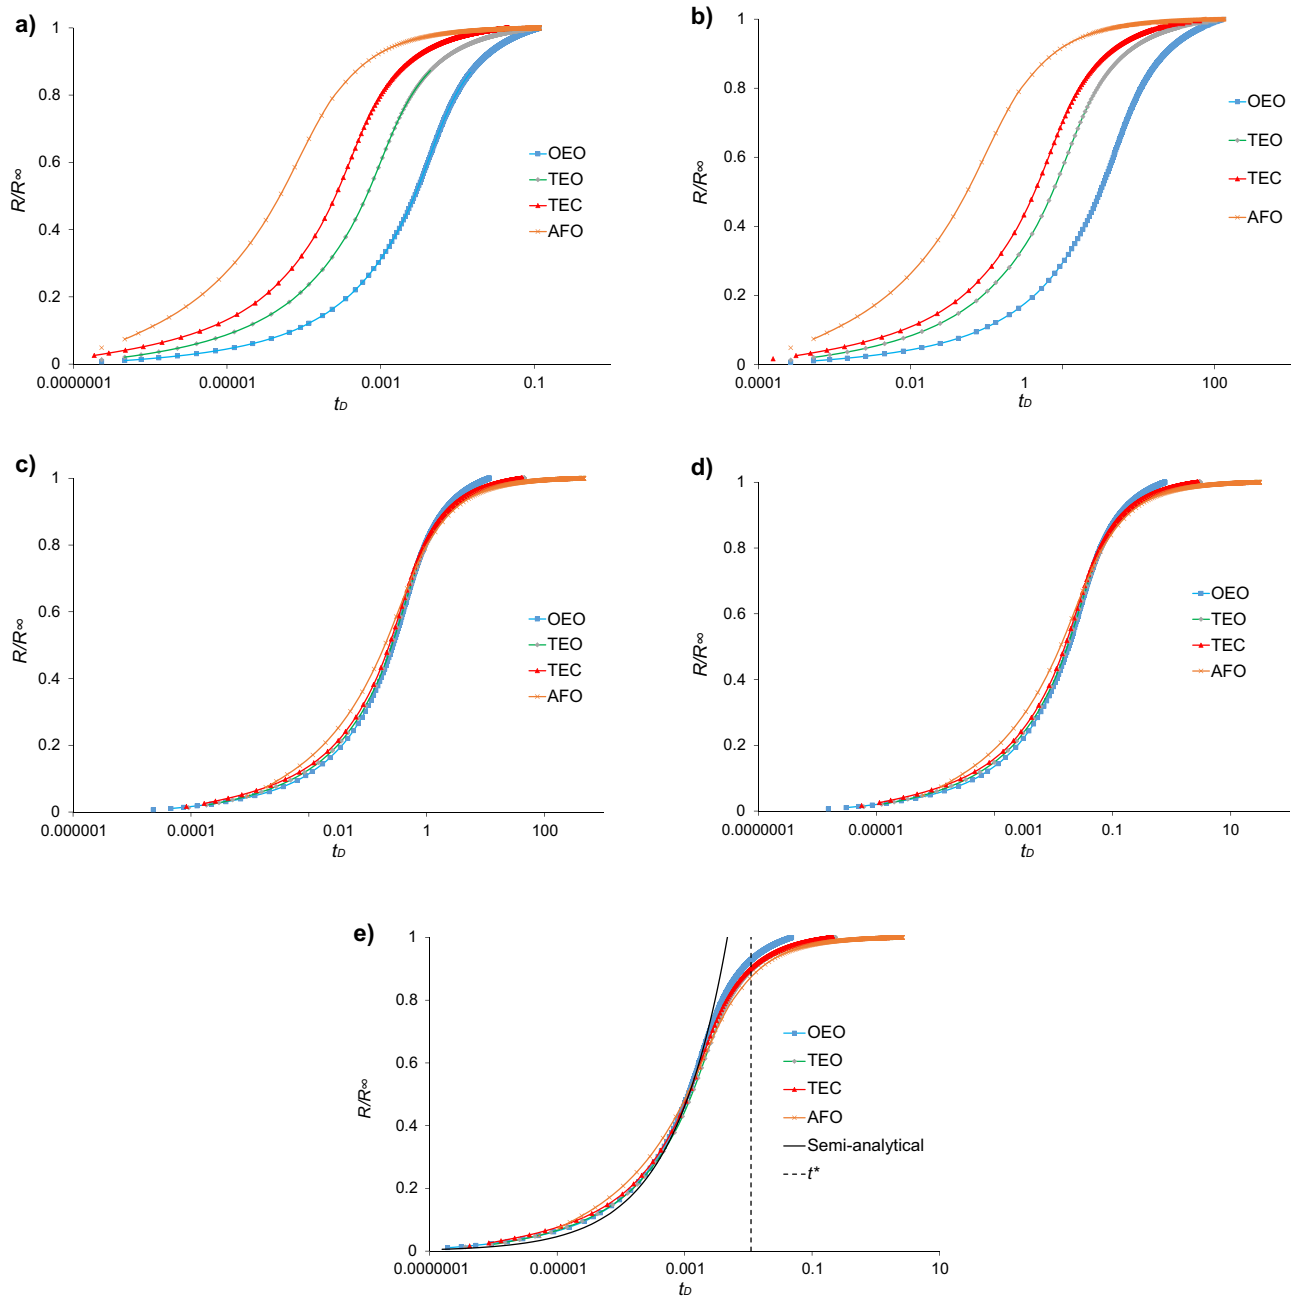 a)
1
0.8
0.6
0.4
0.2
0
R/R∞
0.0000001
0.00001
0.001
0.1
tD
OEO
TEO
TEC
AFO
b)
1
0.8
0.6
0.4
0.2
0
R/R∞
0.0001
0.01
1
100
tD
OEO
TEO
TEC
AFO
c)
1
0.8
0.6
0.4
0.2
0
R/R∞
0.000001
0.0001
0.01
1
100
tD
OEO
TEO
TEC
AFO
d)
1
0.8
0.6
0.4
0.2
0
R/R∞
0.0000001
0.00001
0.001
0.1
10
tD
OEO
TEO
TEC
AFO
e)
1
0.8
0.6
0.4
0.2
0
R/R∞
0.0000001
0.00001
0.001
0.1
10
tD
OEO
TEO
TEC
AFO
Semi-analytical
t*